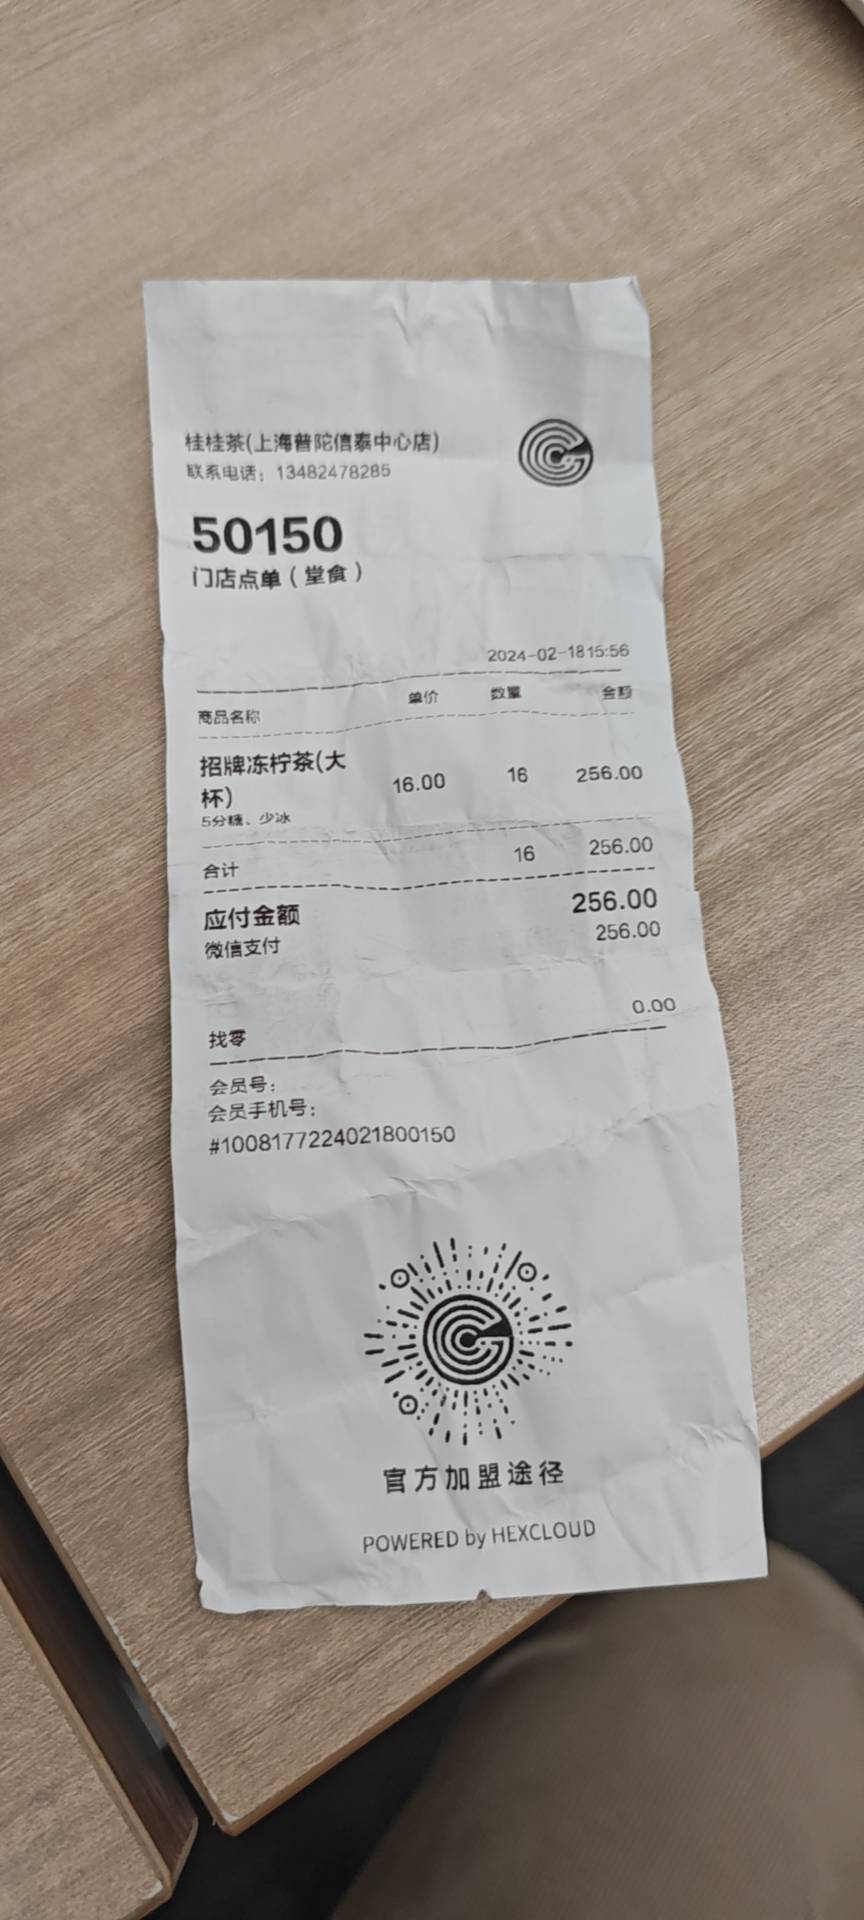 桂桂茶(上海普陀信泰中心店)
联系电话：13482478285
50150
门店点单（堂食）
2024-02-18 15:56
商品名称 单价 数量 金额
招牌冻柠茶(大 16.00 16 256.00
杯)
5分糖、少冰
合计 16 256.00
应付金额 256.00
微信支付 256.00
找零 0.00
会员号：
会员手机号：
#1008177224021800150
官方加盟途径
POWERED by HEXCLOUD